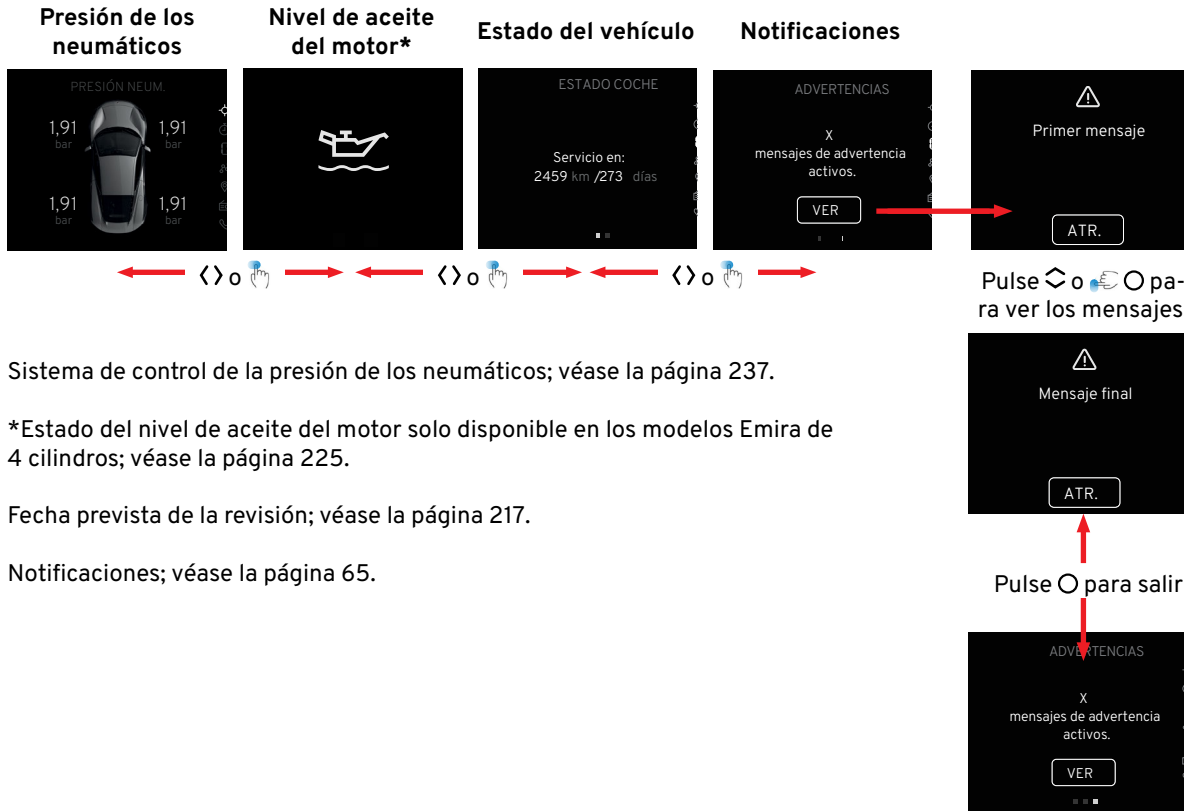 Presión de los
neumáticos
Nivel de aceite
del motor*
Estado del vehículo
Notificaciones
PRESIÓN NEUM.
1,91
bar
1,91
bar
1,91
bar
1,91
bar
ESTADO COCHE
Servicio en:
2459 km /273 días
ADVERTENCIAS
X
mensajes de advertencia
activos.
VER
Primer mensaje
ATR.
o
o
o
Pulse o pa-
ra ver los mensajes
Mensaje final
ATR.
Pulse para salir
ADVERTENCIAS
X
mensajes de advertencia
activos.
VER
Sistema de control de la presión de los neumáticos; véase la página 237.
*Estado del nivel de aceite del motor solo disponible en los modelos Emira de
4 cilindros; véase la página 225.
Fecha prevista de la revisión; véase la página 217.
Notificaciones; véase la página 65.